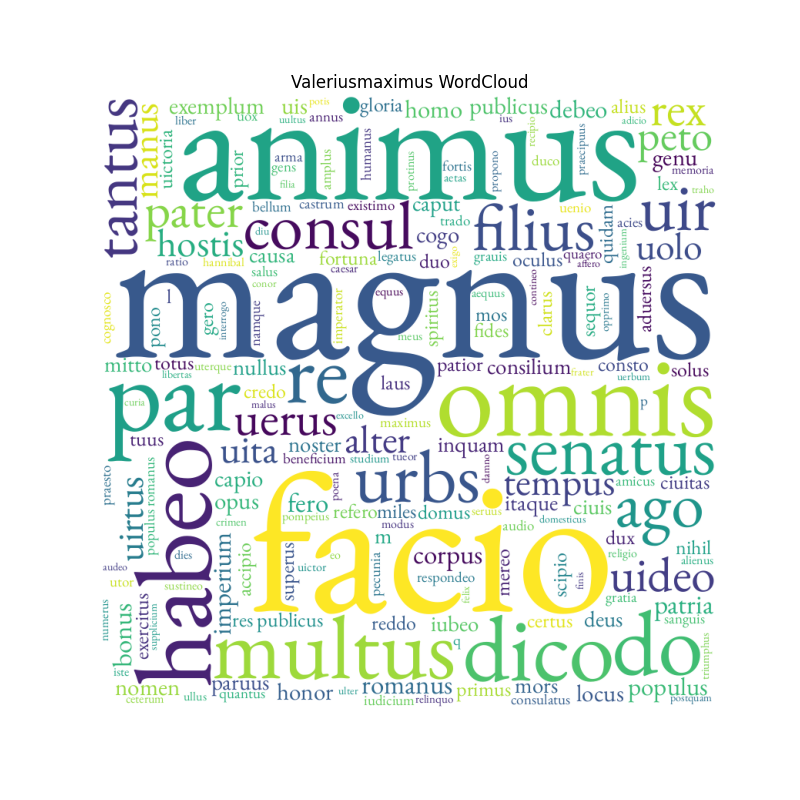 Valeriusmaximus WordCloud
tantus
manus
uictoria
exemplum
liber
uox
uis
poris
uultus
annus
gloria
homo
publicus
ius
debeo
alius
adicio
rex
animus
prior
arma
gens
filia
amplus
humanus
protinus
fortis
aetas
propono
recipio
duco
praecipuus
peto
genu
memoria
lex
traho
pater
hostis
bellum
castrum
existimo
caput
trado
uenio
acies
uir
consul
diu
cogo
filius
quidam
ingenium
uolo
ratio
hannibal
causa
salus
conor
fortuna
caesar
legatus
duo
exigo
grauis
oculus
quaero
affero
contineo
aduersus
magnus
cognosco
pono
l
gero
interrogo
namque
imperator
equus
meus
spiritus
aequus
mos
fides
clarus
sequor
opprimo
mitto
totus
libertas
uterque
nullus
re
laus
patior
consilium
frater
consto
uerbum
solus
par
curia
credo
malus
excello
maximus
omnis
p
tuus
uerus
uita
noster
beneficium
studium
alter
tueor
inquam
damno
senatus
praesto
populus romanus
habeo
capio
opus
crimen
poena
urbs
tempus
amicus
ciuitas
uirtus
fero
pompeius
refero
miles
modus
domus
seruius
audio
itaque
domesticus
ciuis
ago
facio
audeo
dies
utor
sustineo
imperium
accipio
superus
uictor
eo
m
pecunia
corpus
respondeo
felix
mereo
scipio
finis
dux
religio
nihil
alienus
uideo
gratia
patria
sanguis
numerus
bonus
exercitus
supplicium
iste
res publicus
reddo
iubeo
q
certus
deus
multus
dico
do
triumphus
nomen
ceterum
ullus
paruus
quantus
honor
ulter
romanus
iudicium
relinquo
primus
consulatus
mors
locus
populus
postquam